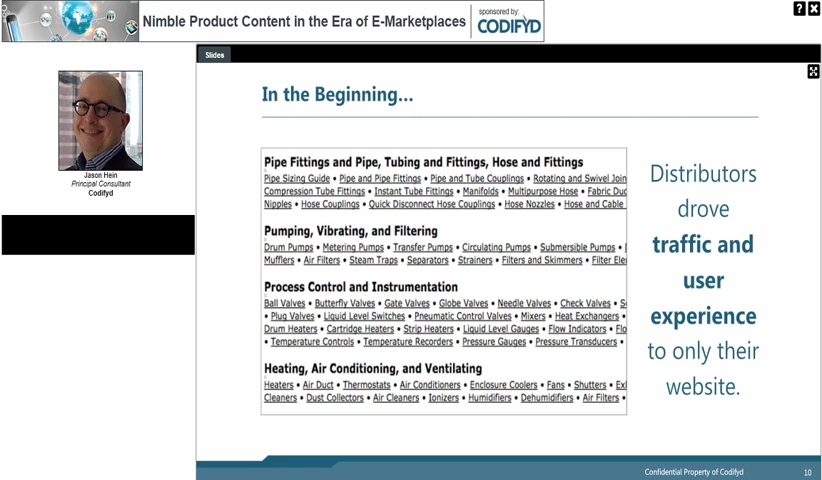 Nimble Product Content in the Era of E-Marketplaces
sponsored by:
CODIFYD
? X
Slides
Jason Hein
Principal Consultant
Codifyd
In the Beginning...
Pipe Fittings and Pipe, Tubing and Fittings, Hose and Fittings
Pipe Sizing Guide • Pipe and Pipe Fittings • Pipe and Tube Couplings • Rotating and Swivel Join
Compression Tube Fittings • Instant Tube Fittings • Manifolds • Multipurpose Hose • Fabric Duc
Nipples • Hose Couplings • Quick Disconnect Hose Couplings • Hose Nozzles • Hose and Cable
Pumping, Vibrating, and Filtering
Drum Pumps • Metering Pumps • Transfer Pumps • Circulating Pumps • Submersible Pumps •
Mufflers • Air Filters • Steam Traps • Separators • Strainers • Filters and Skimmers • Filter Ele
Process Control and Instrumentation
Ball Valves • Butterfly Valves • Gate Valves • Globe Valves • Needle Valves • Check Valves • S
• Plug Valves • Liquid Level Switches • Pneumatic Control Valves • Mixers • Heat Exchangers •
Drum Heaters • Cartridge Heaters • Strip Heaters • Liquid Level Gauges • Flow Indicators • Flo
• Temperature Controls • Temperature Recorders • Pressure Gauges • Pressure Transducers •
Heating, Air Conditioning, and Ventilating
Heaters • Air Duct • Thermostats • Air Conditioners • Enclosure Coolers • Fans • Shutters • Ex
Cleaners • Dust Collectors • Air Cleaners • Ionizers • Humidifiers • Dehumidifiers • Air Filters •
Distributors
drove
traffic and
user
experience
to only their
website.
Confidential Property of Codifyd
10